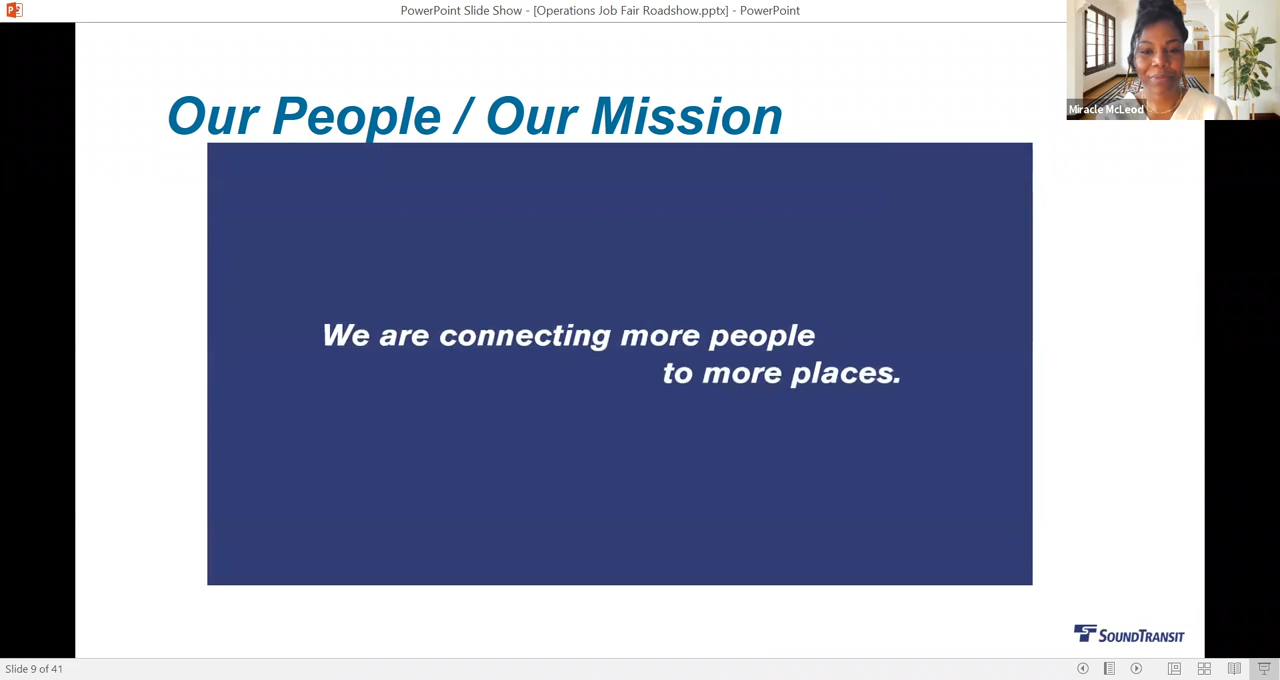 PowerPoint Slide Show - [Operations Job Fair Roadshow.pptx] - PowerPoint
Miracle McLeod
Our People / Our Mission
We are connecting more people
to more places.
SOUNDTRANSIT
Slide 9 of 41